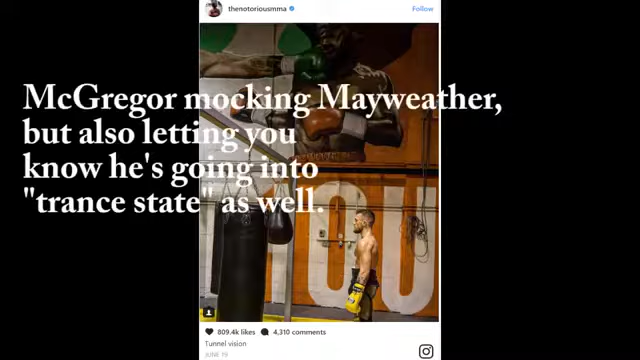 thenotoriousmma
Follow
McGregor mocking Mayweather,
but also letting you
know he's going into
"trance state" as well.
YOU
809.4k likes 4,310 comments
Tunnel vision
JUNE 19